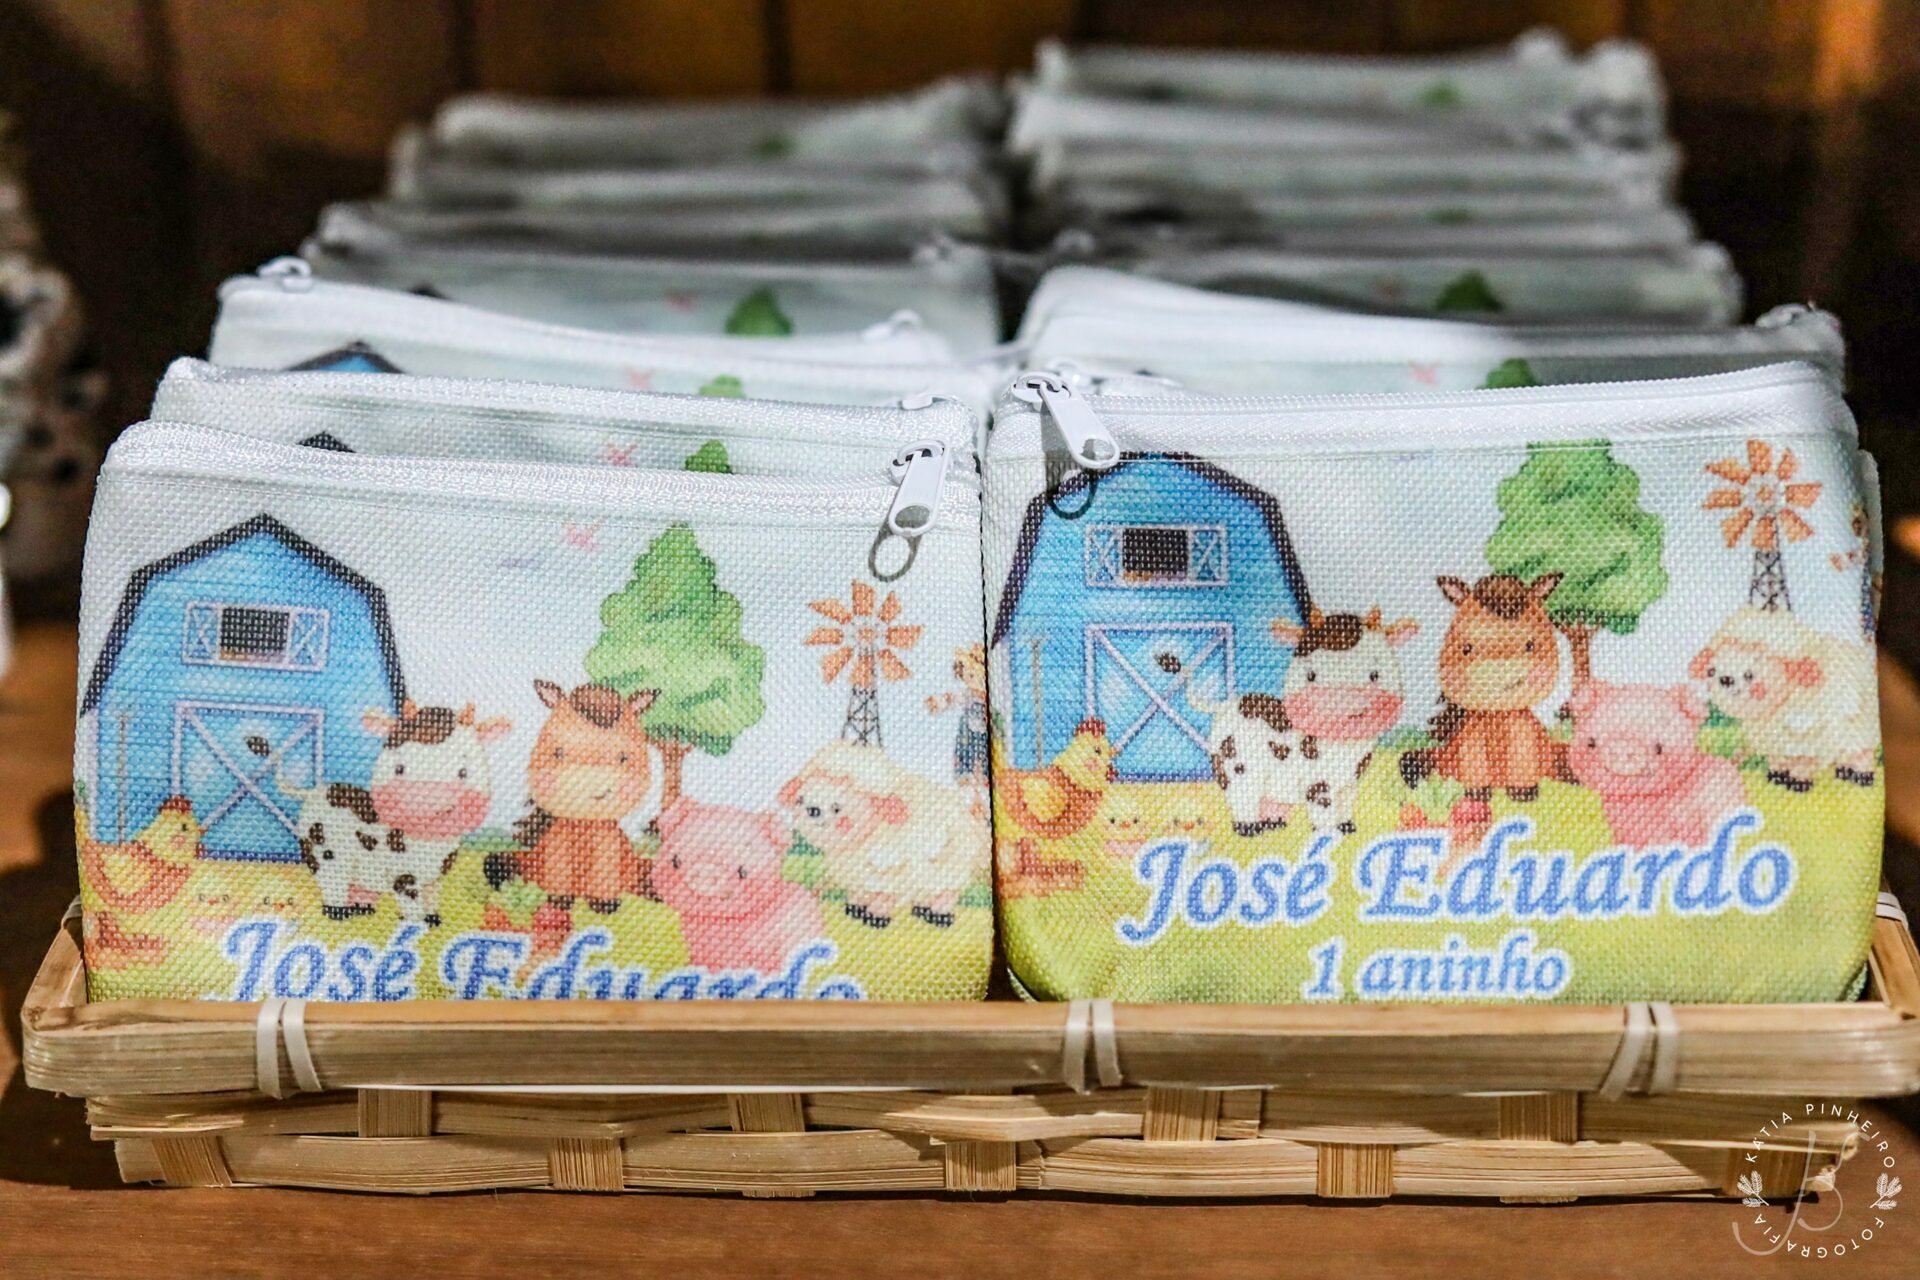 José Eduardo
José Eduardo
1 aninho
KATIA PINHEIRO
FOTOGRAFIA